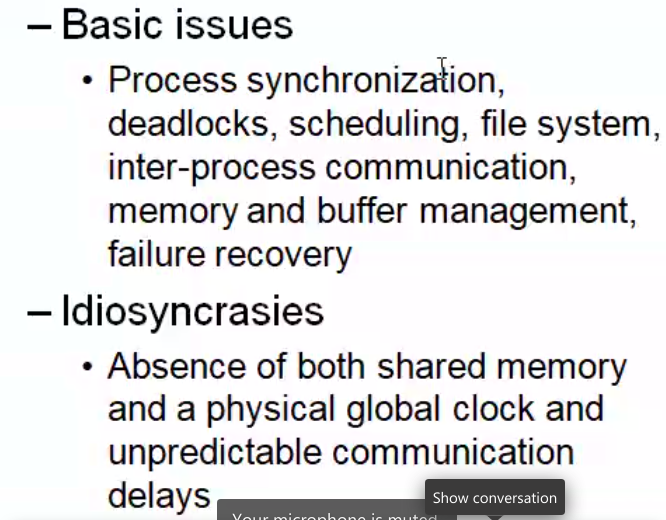 – Basic issues
• Process synchronization,
deadlocks, scheduling, file system,
inter-process communication,
memory and buffer management,
failure recovery
– Idiosyncrasies
• Absence of both shared memory
and a physical global clock and
unpredictable communication
delays
Show conversation
Your microphone is muted